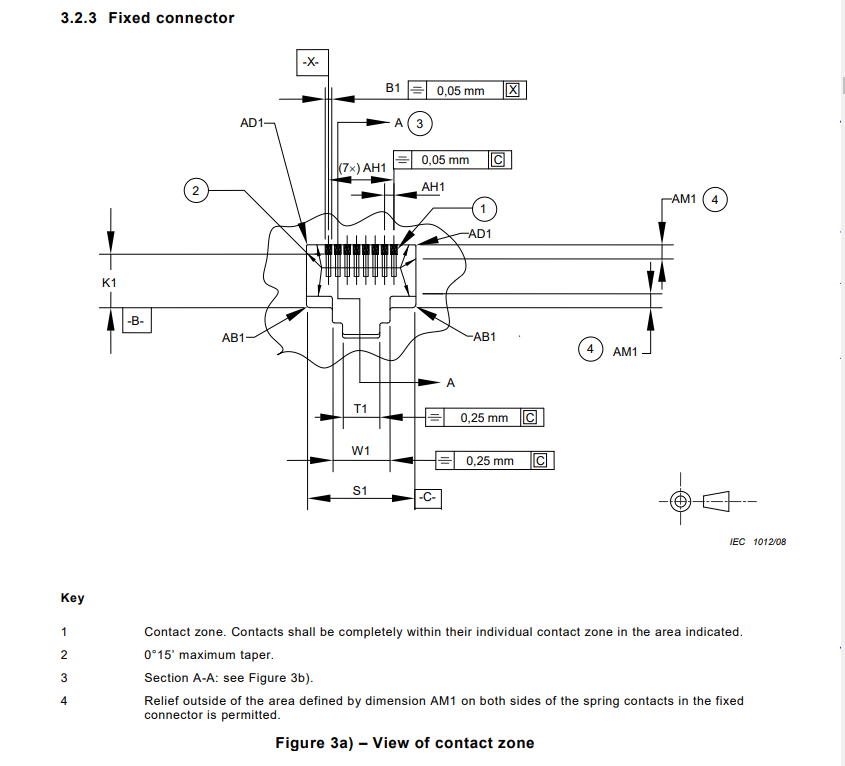 3.2.3 Fixed connector
-X-
B1 0,05 mm X
AD1
A 3
0,05 mm C
(7×) AH1
AH1
2
1
AM1 4
AD1
K1
-B-
AB1
AB1
4 AM1
A
T1
0,25 mm C
W1
0,25 mm C
S1
-C-
IEC 1012/08
Key
1 Contact zone. Contacts shall be completely within their individual contact zone in the area indicated.
2 0°15' maximum taper.
3 Section A-A: see Figure 3b).
4 Relief outside of the area defined by dimension AM1 on both sides of the spring contacts in the fixed
connector is permitted.
Figure 3a) – View of contact zone